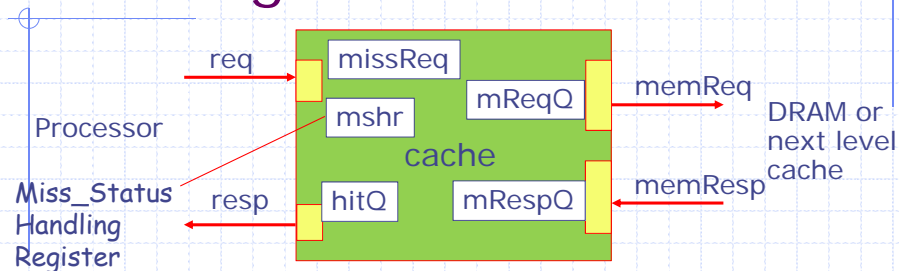 req
missReq
mReqQ
memReq
mshr
Processor
DRAM or
next level
cache
cache
Miss_Status
Handling
Register
resp
hitQ
mRespQ
memResp